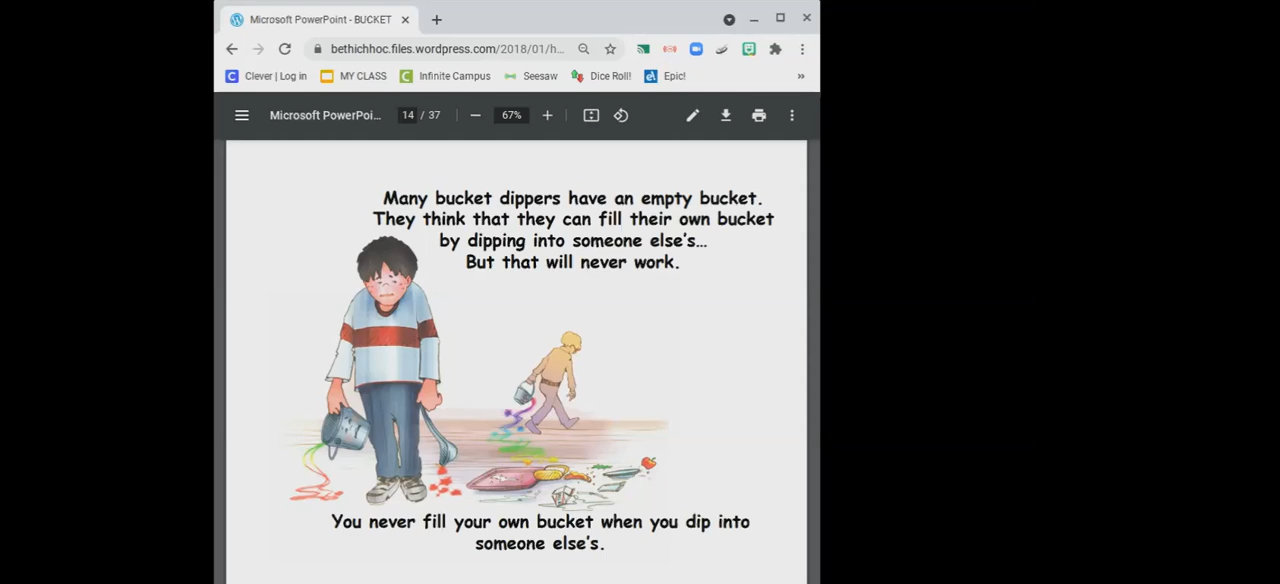 Microsoft PowerPoint - BUCKET
bethichhoc.files.wordpress.com/2018/01/h...
Clever | Log in MY CLASS Infinite Campus Seesaw Dice Roll! Epic!
Microsoft PowerPoi... 14 / 37 67%
Many bucket dippers have an empty bucket.
They think that they can fill their own bucket
by dipping into someone else's...
But that will never work.
You never fill your own bucket when you dip into
someone else's.